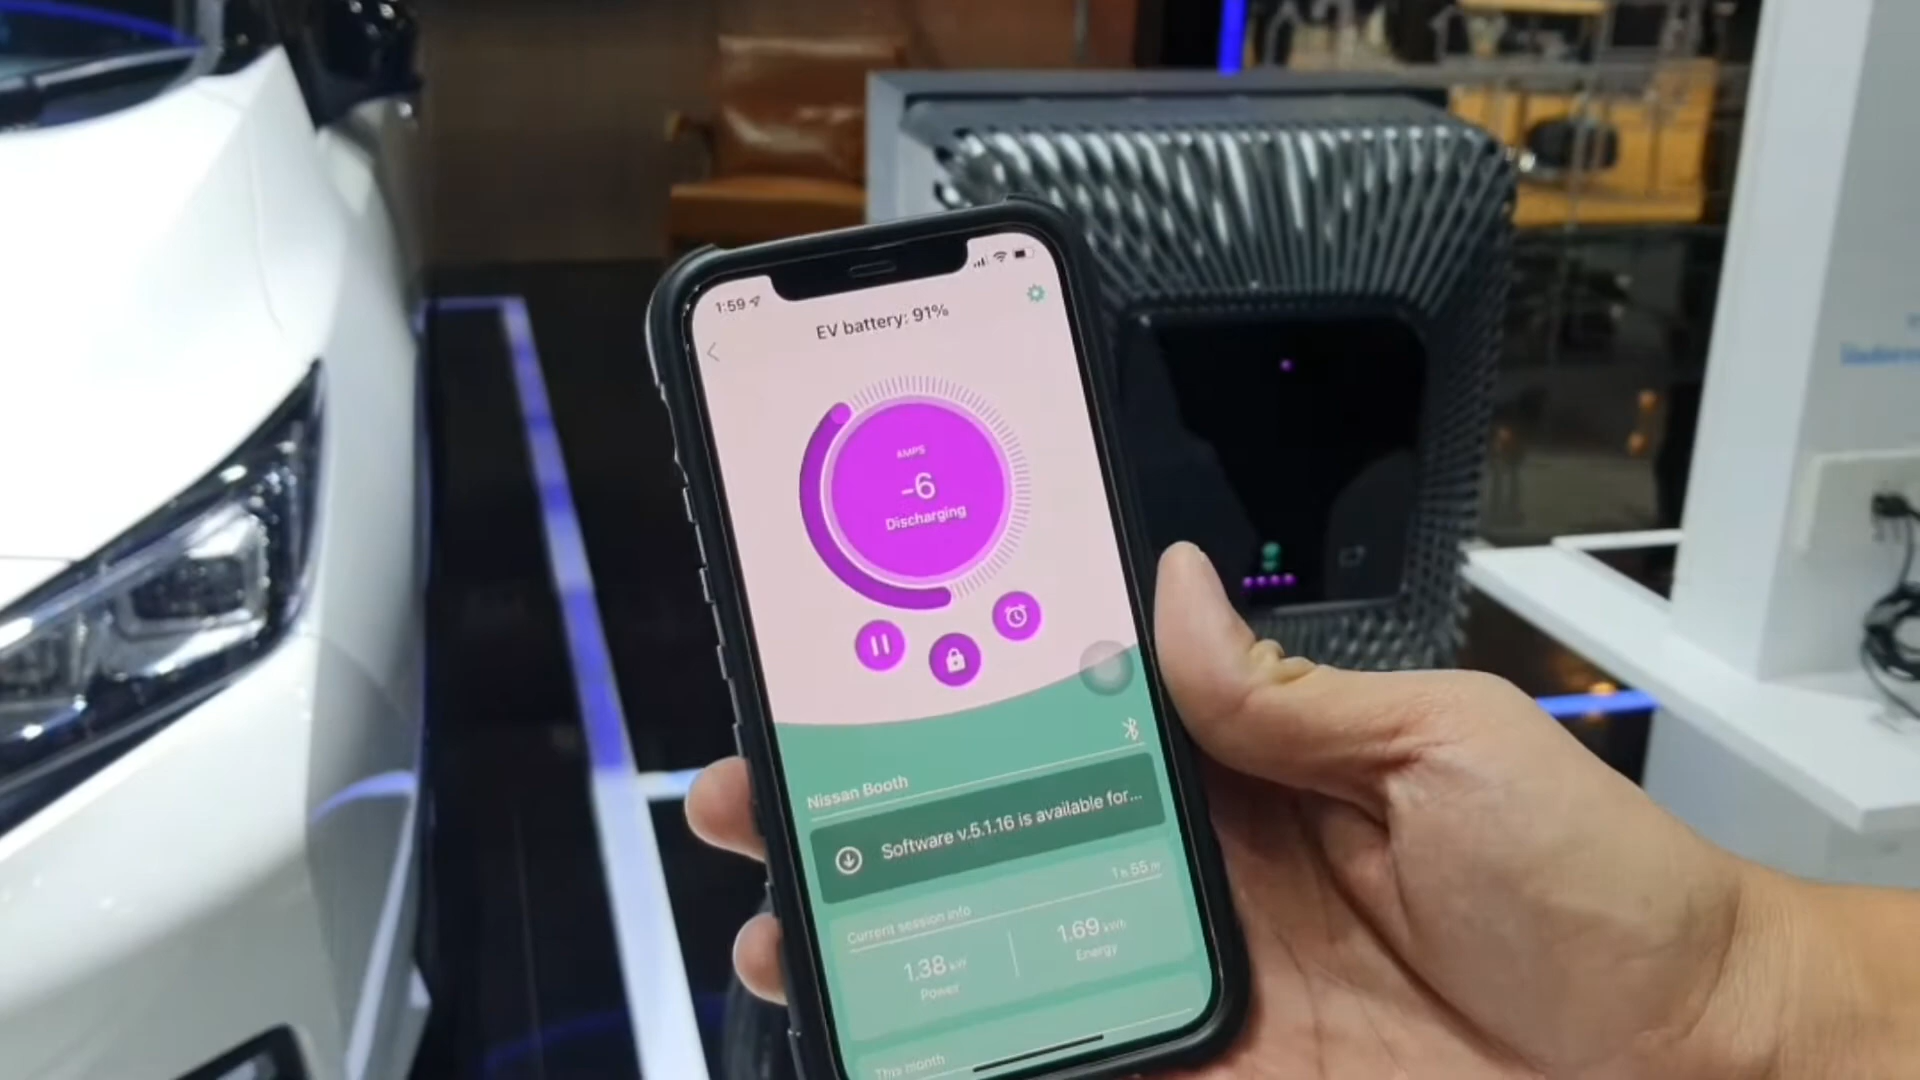 1:59
EV battery: 91%
AMPS
-6
Discharging
Nissan Booth
Software v.5.1.16 is available for...
Current session info
1 h 55 m
1.38 kW
Power
1.69 kWh
Energy
This month